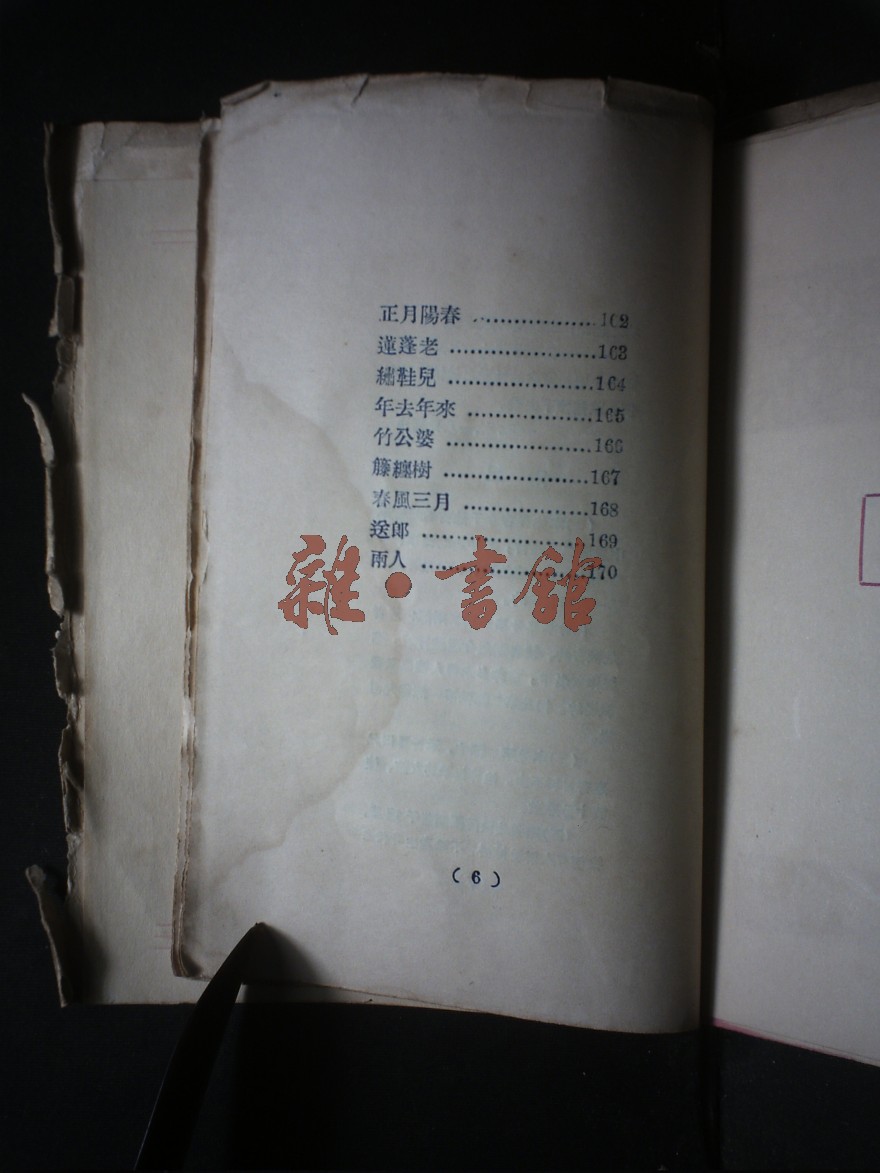 正月陽春 ..................162
蓮蓬老 ......................163
繡鞋兒 ......................164
年去年來 ...................165
竹公婆 ......................166
籐纏樹 ......................167
春風三月 ...................168
送郎 .........................169
兩人 .........................170
雜·書館
( 6 )